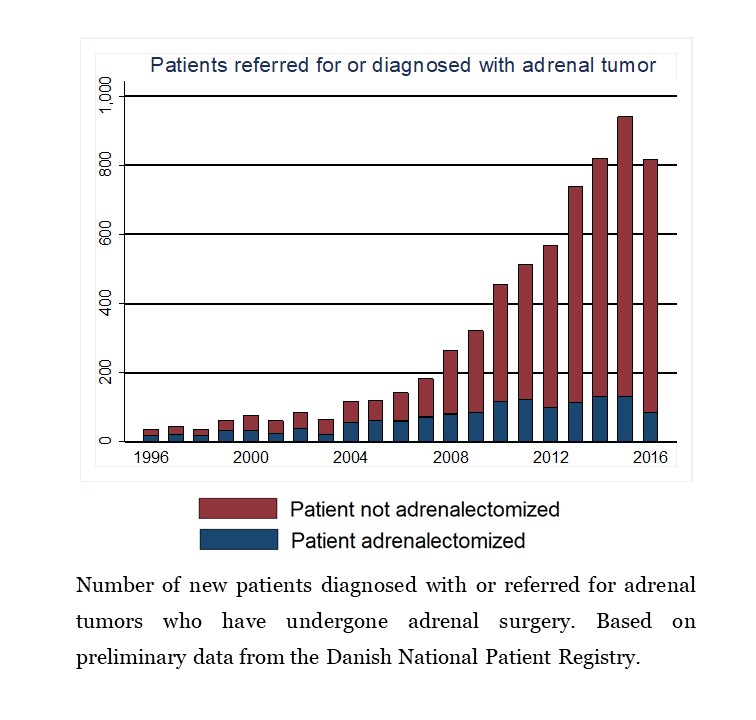 Patients referred for or diagnosed with adrenal tumor
1,000
800
600
400
200
0
1996 2000 2004 2008 2012 2016
Patient not adrenalectomized
Patient adrenalectomized
Number of new patients diagnosed with or referred for adrenal
tumors who have undergone adrenal surgery. Based on
preliminary data from the Danish National Patient Registry.